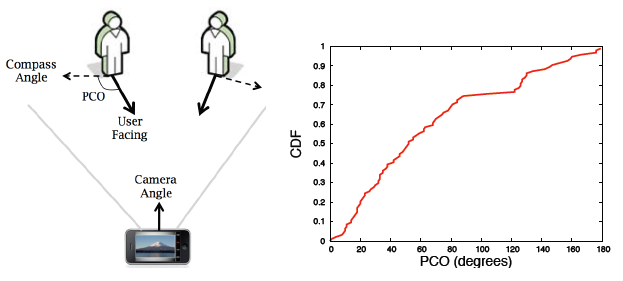 Compass
Angle
PCO
User
Facing
Camera
Angle
1
0.9
0.8
0.7
0.6
0.5
0.4
0.3
0.2
0.1
0
CDF
0 20 40 60 80 100 120 140 160 180
PCO (degrees)